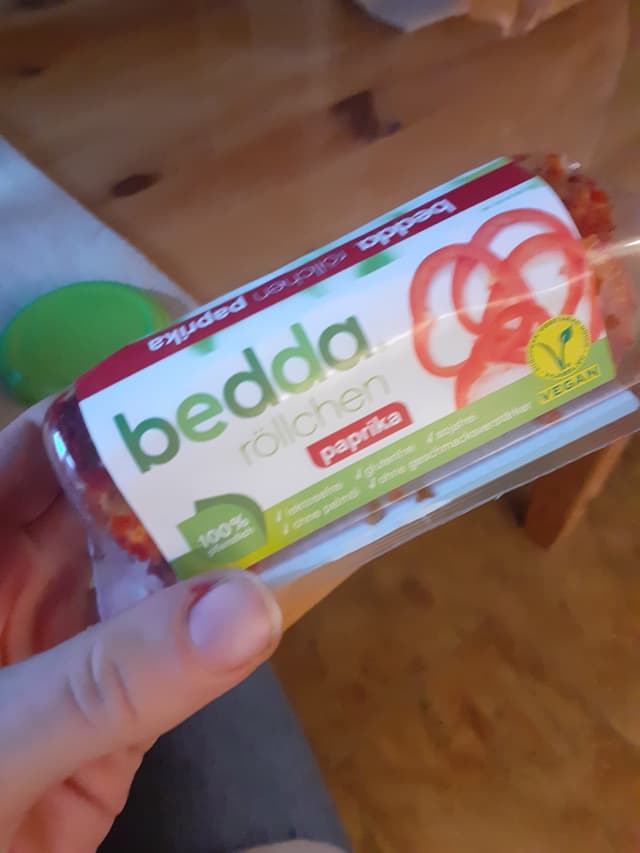 bedda röllchen paprika
bedda
röllchen
paprika
VEGAN
100%
pflanzlich
✓ laktosefrei ✓ glutenfrei ✓ sojafrei
✓ ohne palmöl ✓ ohne geschmacksverstärker